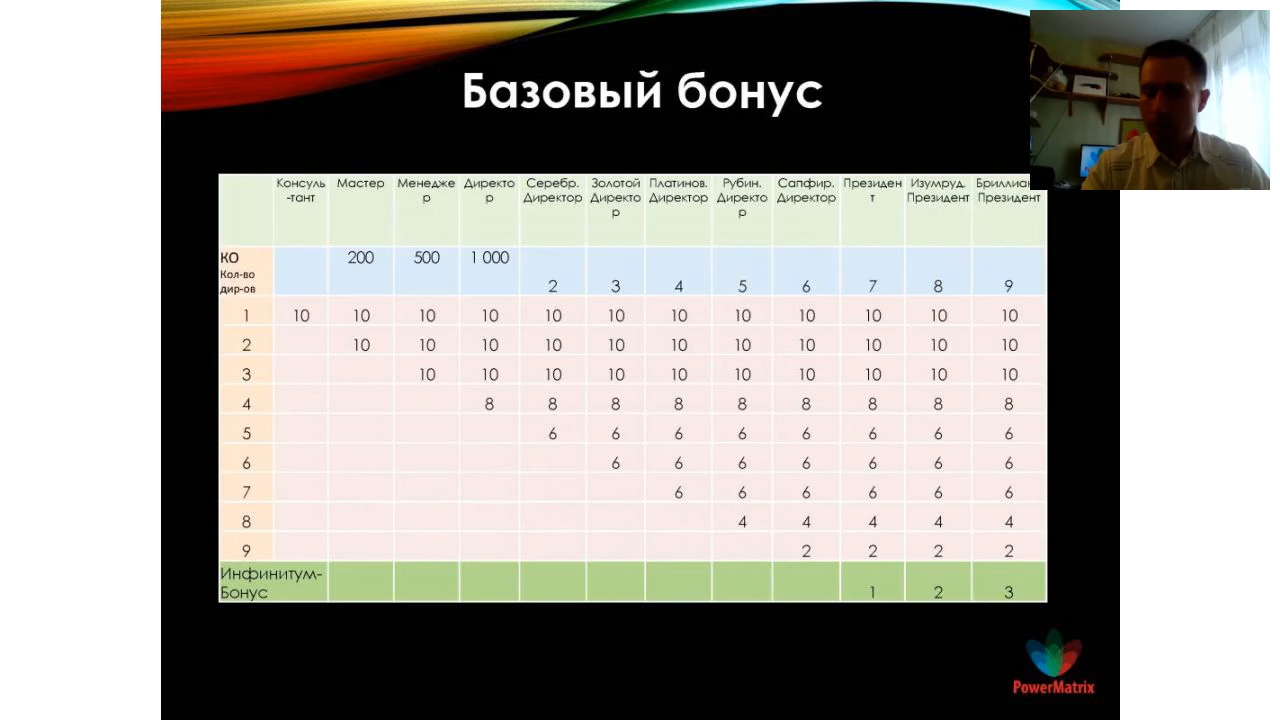 Базовый бонус
Консуль Мастер Менедже Директо Серебр. Золотой Платинов. Рубин. Сапфир. Президен Изумруд. Бриллиан
-тант р р Директор Директо Директор Директо Директор т Президент Президент
р р
КО 200 500 1 000
Кол-во
дир-ов 2 3 4 5 6 7 8 9
1 10 10 10 10 10 10 10 10 10 10 10 10
2 10 10 10 10 10 10 10 10 10 10 10
3 10 10 10 10 10 10 10 10 10 10
4 8 8 8 8 8 8 8 8 8
5 6 6 6 6 6 6 6 6
6 6 6 6 6 6 6 6
7 6 6 6 6 6 6
8 4 4 4 4 4
9 2 2 2 2
Инфинитум-
Бонус 1 2 3
PowerMatrix